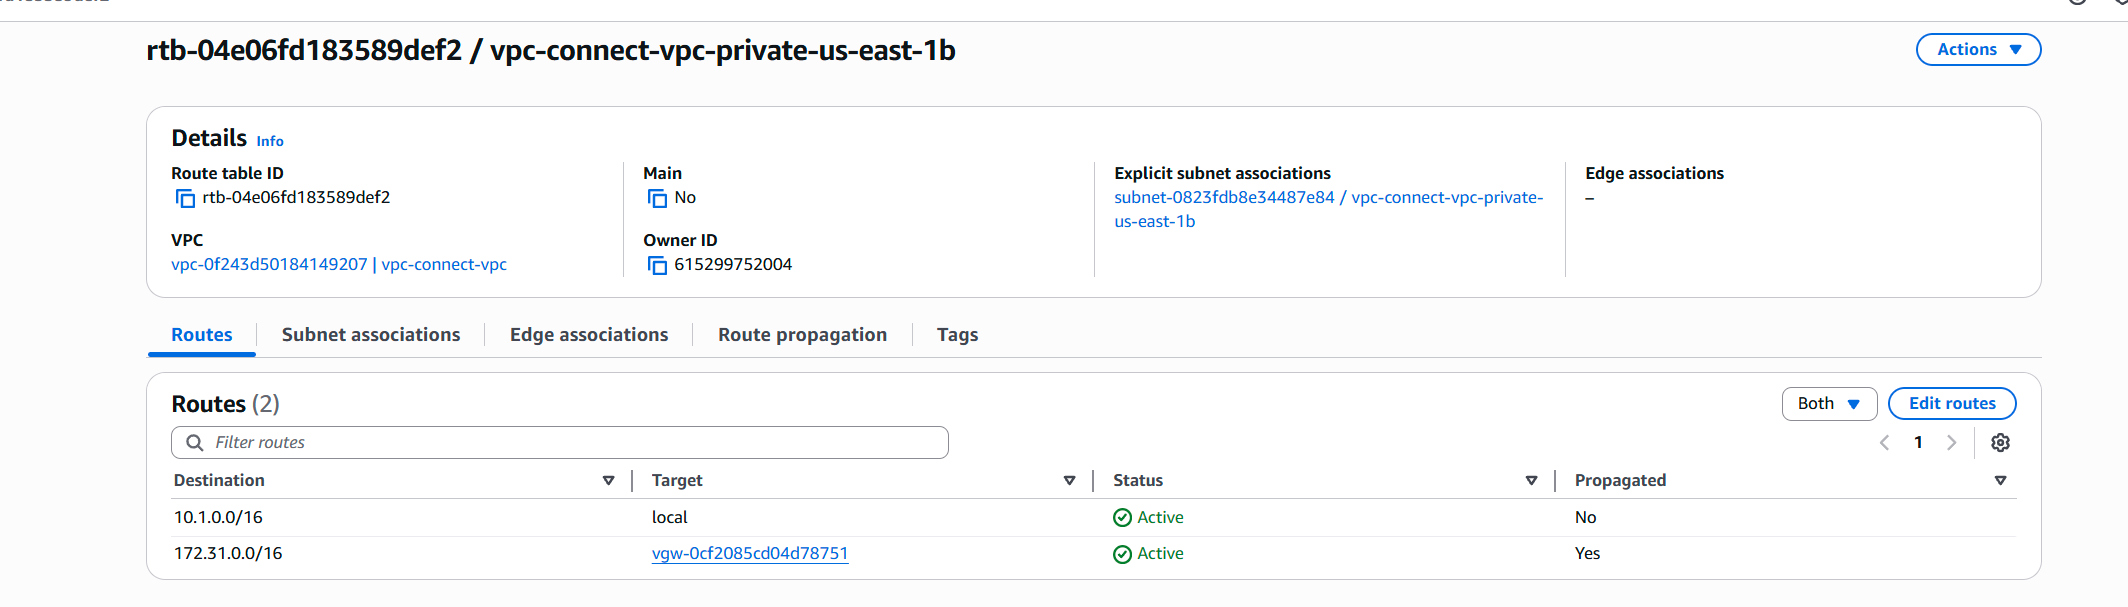 rtb-04e06fd183589def2 / vpc-connect-vpc-private-us-east-1b
Actions
Details Info
Route table ID
rtb-04e06fd183589def2
Main
No
Explicit subnet associations
subnet-0823fdb8e34487e84 / vpc-connect-vpc-private-
us-east-1b
Edge associations
–
VPC
vpc-0f243d50184149207 | vpc-connect-vpc
Owner ID
615299752004
Routes Subnet associations Edge associations Route propagation Tags
Routes (2)
Both Edit routes
Filter routes
1
Destination Target Status Propagated
10.1.0.0/16 local Active No
172.31.0.0/16 vgw-0cf2085cd04d78751 Active Yes